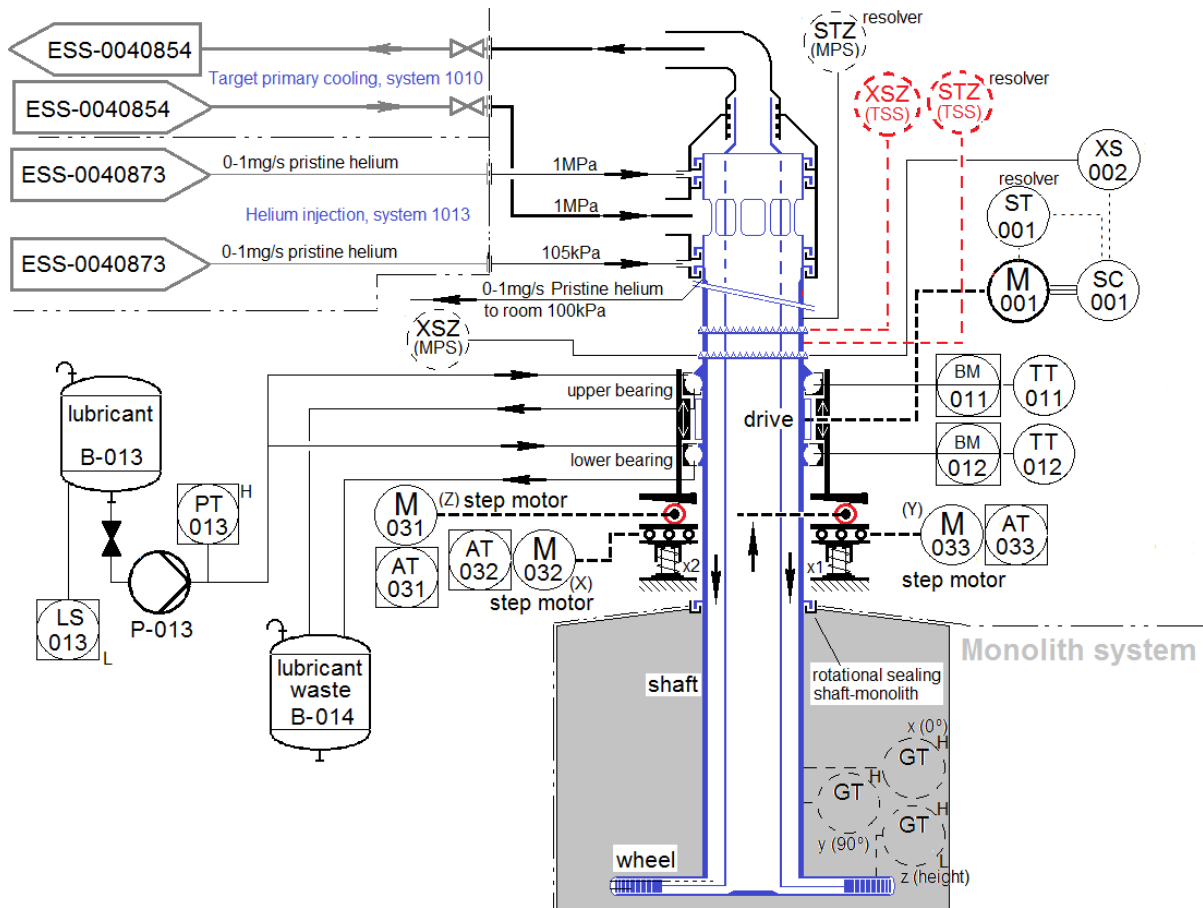 ESS-0040854
Target primary cooling, system 1010
ESS-0040854
ESS-0040873
0-1mg/s pristine helium
1MPa
Helium injection, system 1013
1MPa
ESS-0040873
0-1mg/s pristine helium
105kPa
0-1mg/s Pristine helium
to room 100kPa
XSZ
(MPS)
STZ
(MPS)
resolver
XSZ
(TSS)
STZ
(TSS)
resolver
XS
002
resolver
ST
001
M
001
SC
001
lubricant
B-013
upper bearing
drive
lower bearing
BM
011
TT
011
BM
012
TT
012
PT
013
H
P-013
LS
013
L
M
031
(Z) step motor
AT
031
AT
032
M
032
(X)
step motor
x2
x1
(Y)
M
033
AT
033
step motor
lubricant
waste
B-014
Monolith system
rotational sealing
shaft-monolith
shaft
x (0º)
GT
H
GT
H
y (90º)
GT
H
L
z (height)
wheel